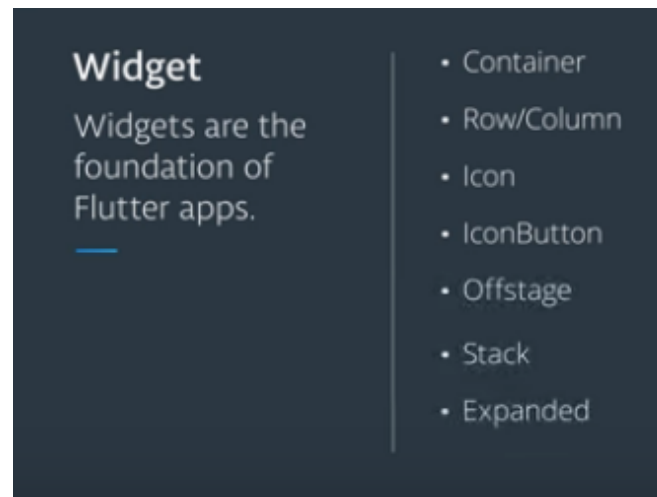 Widget
Widgets are the
foundation of
Flutter apps.
• Container
• Row/Column
• Icon
• IconButton
• Offstage
• Stack
• Expanded